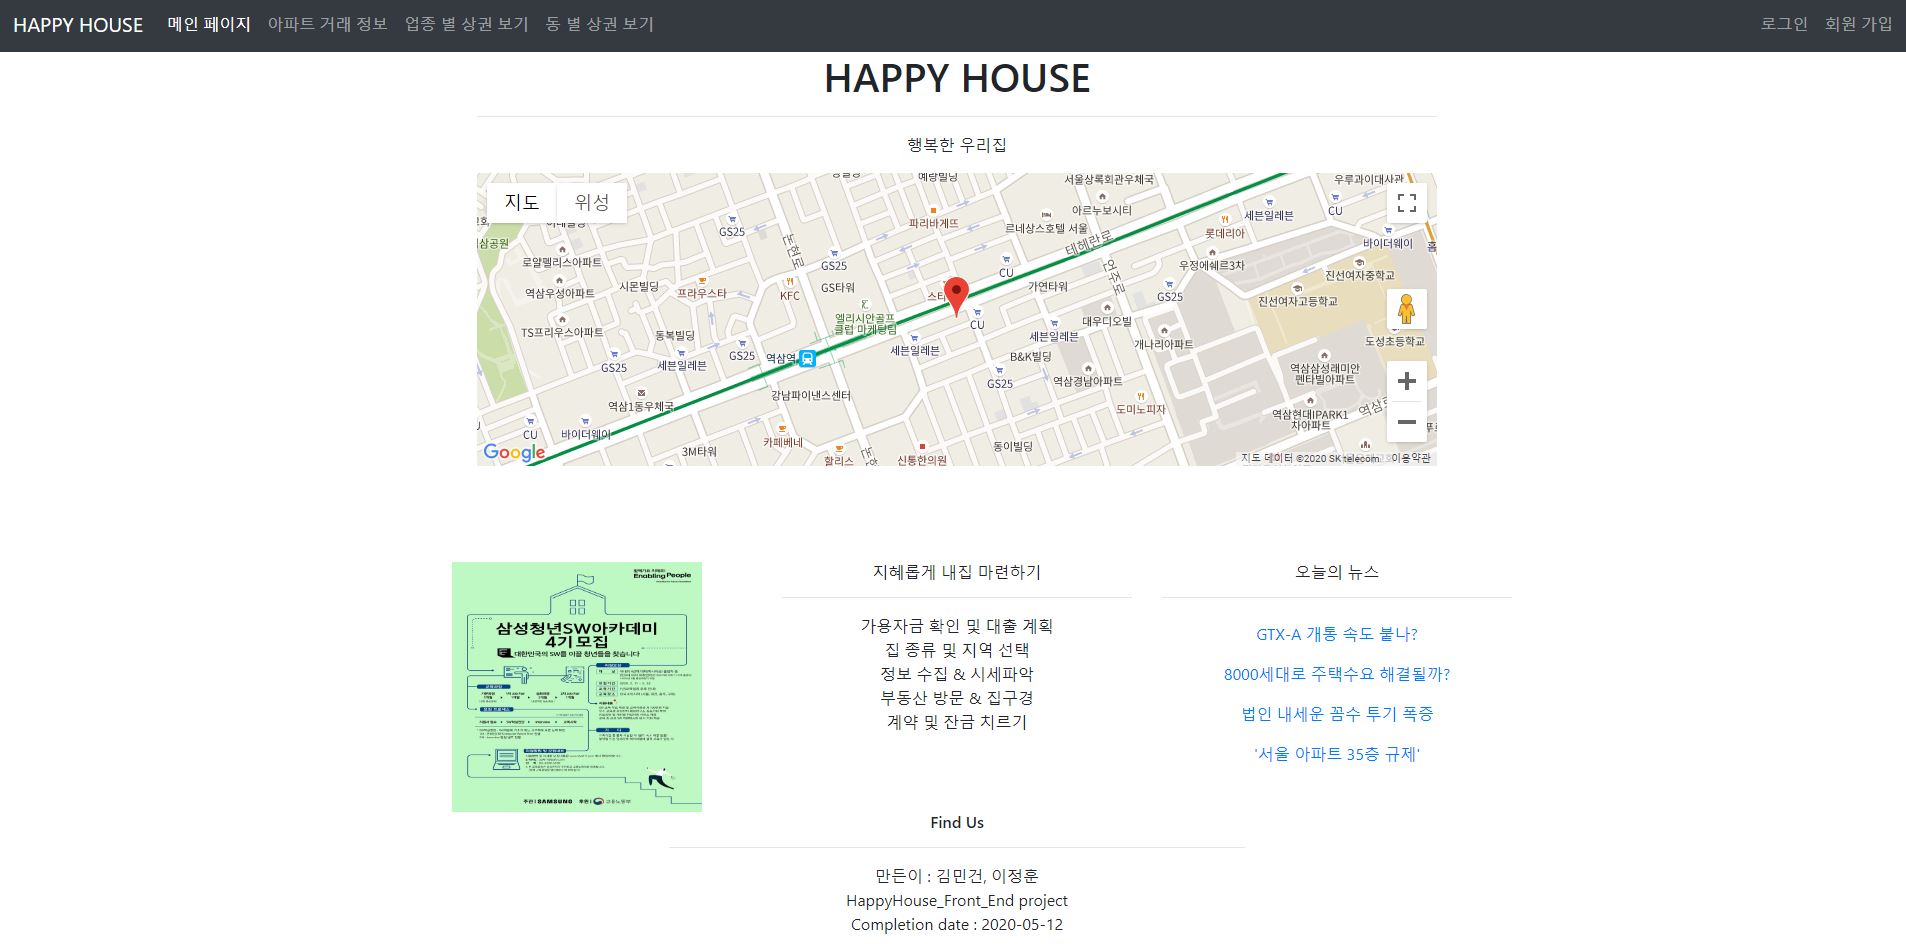 HAPPY HOUSE 메인 페이지 아파트 거래 정보 업종 별 상권 보기 동 별 상권 보기 로그인 회원 가입
HAPPY HOUSE
행복한 우리집
지도 위성
예랑빌딩
서울상록회관우체국
우루과이대사관
아르누보시티
세븐일레븐
CU
GS25
파리바게뜨
르네상스호텔 서울
롯데리아
바이더웨이
삼공원
논현로
테헤란로
로얄팰리스아파트
GS25
CU
언주로
우정에쉐르3차
진선여자중학교
역삼우성아파트
시몬빌딩
프라우스타
KFC
GS타워
가연타워
GS25
진선여자고등학교
엘리시안골프
클럽 마케팅팀
CU
대우디오빌
TS프리우스아파트
동복빌딩
세븐일레븐
개나리아파트
도성초등학교
GS25
세븐일레븐
GS25
역삼역
세븐일레븐
B&K빌딩
역삼삼성래미안
펜타빌아파트
강남파이낸스센터
GS25
역삼경남아파트
역삼1동우체국
도미노피자
역삼현대IPARK1
차아파트
CU
바이더웨이
카페베네
3M타워
할리스
신통한의원
동이빌딩
Google
지도 데이터 ©2020 SK telecom 이용약관
Enabling People
삼성청년SW아카데미
4기 모집
대한민국의 SW를 이끌 청년들을 찾습니다
주관 | SAMSUNG 후원 | 고용노동부
지혜롭게 내집 마련하기
가용자금 확인 및 대출 계획
집 종류 및 지역 선택
정보 수집 & 시세파악
부동산 방문 & 집구경
계약 및 잔금 치르기
오늘의 뉴스
GTX-A 개통 속도 붙나?
8000세대로 주택수요 해결될까?
법인 내세운 꼼수 투기 폭증
'서울 아파트 35층 규제'
Find Us
만든이 : 김민건, 이정훈
HappyHouse_Front_End project
Completion date : 2020-05-12